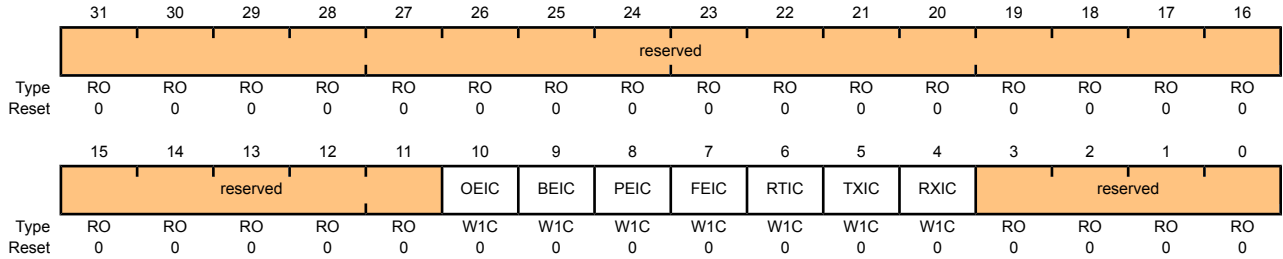 31 30 29 28 27 26 25 24 23 22 21 20 19 18 17 16
reserved
Type RO RO RO RO RO RO RO RO RO RO RO RO RO RO RO RO
Reset 0 0 0 0 0 0 0 0 0 0 0 0 0 0 0 0
15 14 13 12 11 10 9 8 7 6 5 4 3 2 1 0
reserved OEIC BEIC PEIC FEIC RTIC TXIC RXIC reserved
Type RO RO RO RO RO W1C W1C W1C W1C W1C W1C W1C RO RO RO RO
Reset 0 0 0 0 0 0 0 0 0 0 0 0 0 0 0 0